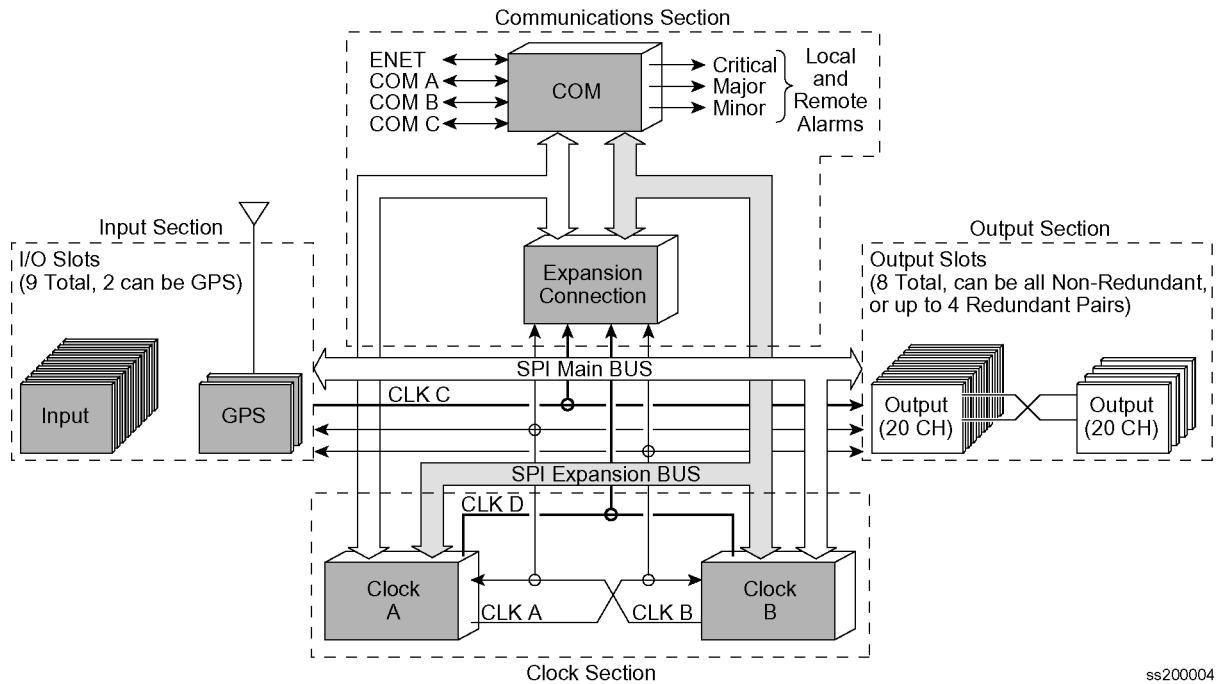 Communications Section
ENET
COM A
COM B
COM C
COM
Critical
Major
Minor
Local
and
Remote
Alarms
Input Section
I/O Slots
(9 Total, 2 can be GPS)
Input
GPS
Expansion
Connection
Output Section
Output Slots
(8 Total, can be all Non-Redundant,
or up to 4 Redundant Pairs)
Output
(20 CH)
Output
(20 CH)
SPI Main BUS
CLK C
SPI Expansion BUS
CLK D
Clock
A
CLK A
CLK B
Clock
B
Clock Section
ss200004